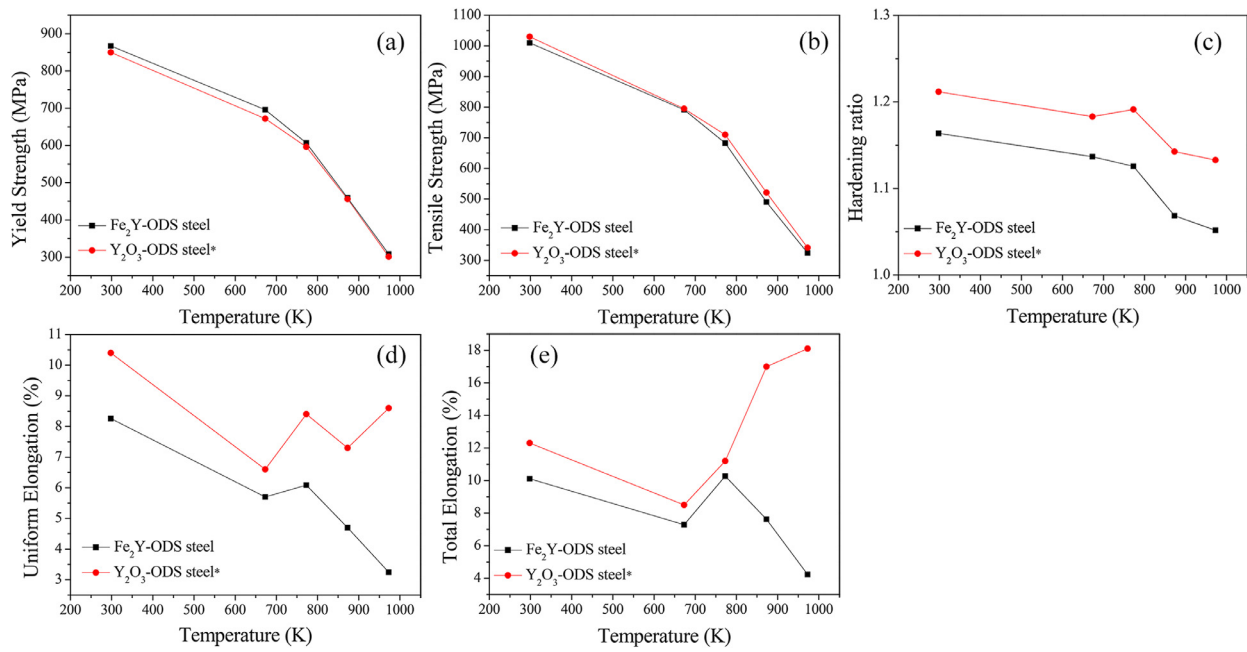 (a)
Yield Strength (MPa)
900
800
700
600
500
400
300
Fe₂Y-ODS steel
Y₂O₃-ODS steel*
200 300 400 500 600 700 800 900 1000
Temperature (K)
(b)
Tensile Strength (MPa)
1100
1000
900
800
700
600
500
400
300
Fe₂Y-ODS steel
Y₂O₃-ODS steel*
200 300 400 500 600 700 800 900 1000
Temperature (K)
(c)
Hardening ratio
1.3
1.2
1.1
1.0
Fe₂Y-ODS steel
Y₂O₃-ODS steel*
200 300 400 500 600 700 800 900 1000
Temperature (K)
(d)
Uniform Elongation (%)
11
10
9
8
7
6
5
4
3
Fe₂Y-ODS steel
Y₂O₃-ODS steel*
200 300 400 500 600 700 800 900 1000
Temperature (K)
(e)
Total Elongation (%)
18
16
14
12
10
8
6
4
Fe₂Y-ODS steel
Y₂O₃-ODS steel*
200 300 400 500 600 700 800 900 1000
Temperature (K)